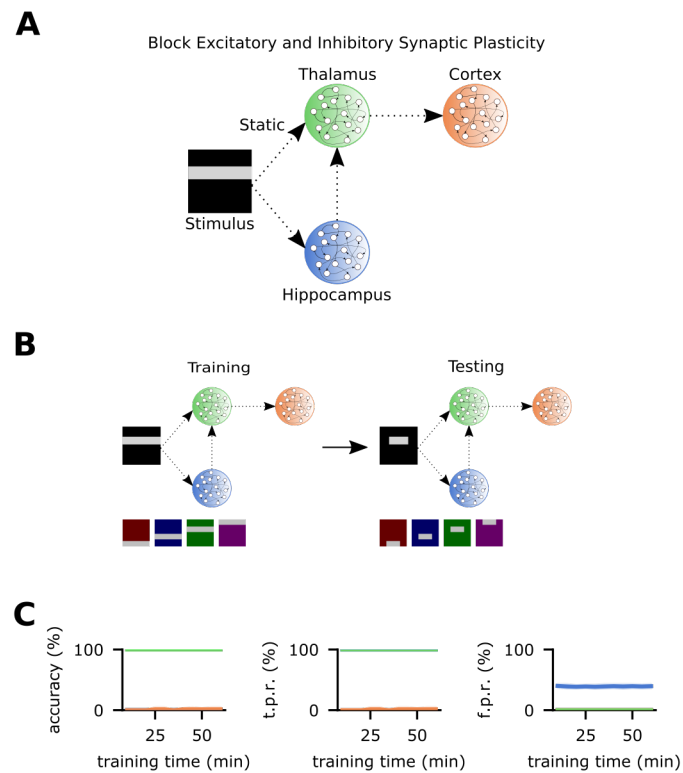 A
Block Excitatory and Inhibitory Synaptic Plasticity
Thalamus
Cortex
Static
Stimulus
Hippocampus
B
Training
Testing
C
accuracy (%)
100
0
25
50
training time (min)
t.p.r. (%)
100
0
25
50
training time (min)
f.p.r. (%)
100
0
25
50
training time (min)